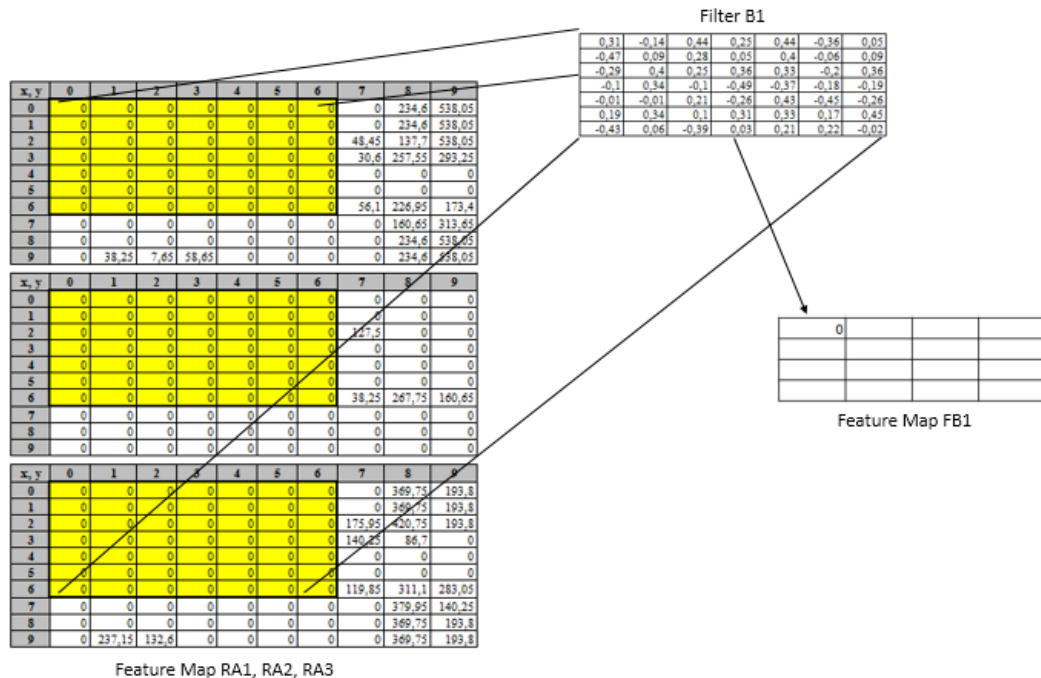 Filter B1
0,31 -0,14 0,44 0,25 0,44 -0,36 0,05
-0,47 0,09 0,28 0,05 0,4 -0,06 0,09
-0,29 0,4 0,25 0,36 0,33 -0,2 0,36
-0,1 0,34 -0,1 -0,49 -0,37 -0,18 -0,19
-0,01 -0,01 0,21 -0,26 0,43 -0,45 -0,26
0,19 0,34 0,1 0,31 0,33 0,17 0,45
-0,43 0,06 -0,39 0,03 0,21 0,22 -0,02
x, y 0 1 2 3 4 5 6 7 8 9
0 0 0 0 0 0 0 0 0 234,6 538,05
1 0 0 0 0 0 0 0 0 234,6 538,05
2 0 0 0 0 0 0 0 48,45 137,7 538,05
3 0 0 0 0 0 0 0 30,6 257,55 293,25
4 0 0 0 0 0 0 0 0 0 0
5 0 0 0 0 0 0 0 0 0 0
6 0 0 0 0 0 0 0 56,1 226,95 173,4
7 0 0 0 0 0 0 0 0 160,65 313,65
8 0 0 0 0 0 0 0 0 234,6 538,05
9 0 38,25 7,65 58,65 0 0 0 0 234,6 538,05
x, y 0 1 2 3 4 5 6 7 8 9
0 0 0 0 0 0 0 0 0 0 0
1 0 0 0 0 0 0 0 0 0 0
2 0 0 0 0 0 0 0 127,5 0 0
3 0 0 0 0 0 0 0 0 0 0
4 0 0 0 0 0 0 0 0 0 0
5 0 0 0 0 0 0 0 0 0 0
6 0 0 0 0 0 0 0 38,25 267,75 160,65
7 0 0 0 0 0 0 0 0 0 0
8 0 0 0 0 0 0 0 0 0 0
9 0 0 0 0 0 0 0 0 0 0
x, y 0 1 2 3 4 5 6 7 8 9
0 0 0 0 0 0 0 0 0 369,75 193,8
1 0 0 0 0 0 0 0 0 369,75 193,8
2 0 0 0 0 0 0 0 175,95 420,75 193,8
3 0 0 0 0 0 0 0 140,25 86,7 0
4 0 0 0 0 0 0 0 0 0 0
5 0 0 0 0 0 0 0 0 0 0
6 0 0 0 0 0 0 0 119,85 311,1 283,05
7 0 0 0 0 0 0 0 0 379,95 140,25
8 0 0 0 0 0 0 0 0 369,75 193,8
9 0 237,15 132,6 0 0 0 0 0 369,75 193,8
Feature Map RA1, RA2, RA3
0
Feature Map FB1